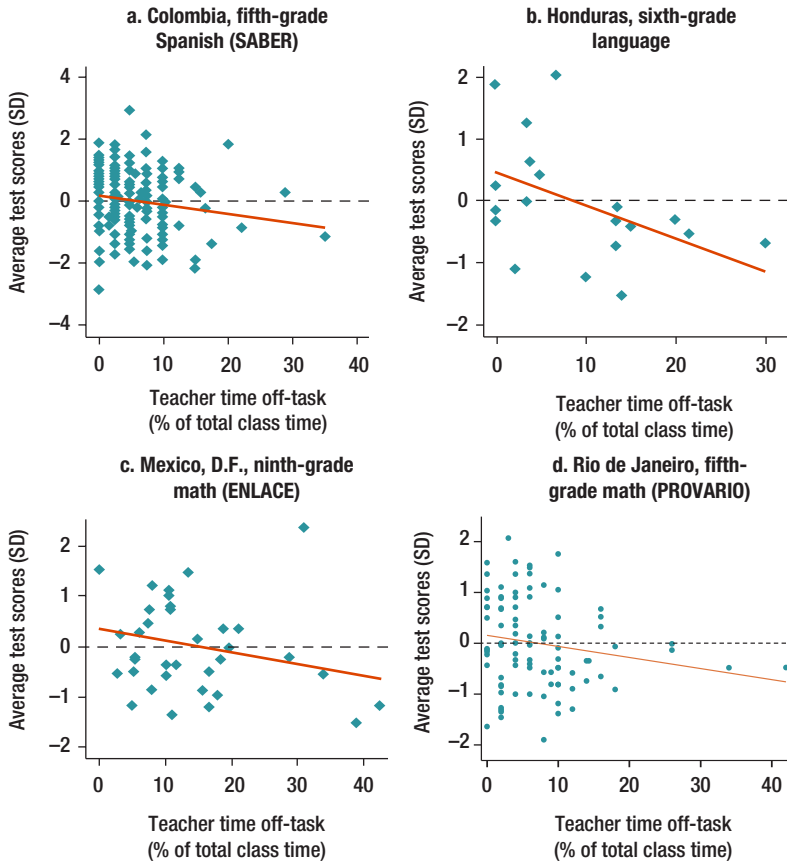 a. Colombia, fifth-grade
Spanish (SABER)
Average test scores (SD)
4
2
0
−2
−4
0
10
20
30
40
Teacher time off-task
(% of total class time)
b. Honduras, sixth-grade
language
Average test scores (SD)
2
1
0
−1
−2
0
10
20
30
Teacher time off-task
(% of total class time)
c. Mexico, D.F., ninth-grade
math (ENLACE)
Average test scores (SD)
2
1
0
−1
−2
0
10
20
30
40
Teacher time off-task
(% of total class time)
d. Rio de Janeiro, fifth-
grade math (PROVARIO)
Average test scores (SD)
2
1
0
−1
−2
0
10
20
30
40
Teacher time off-task
(% of total class time)